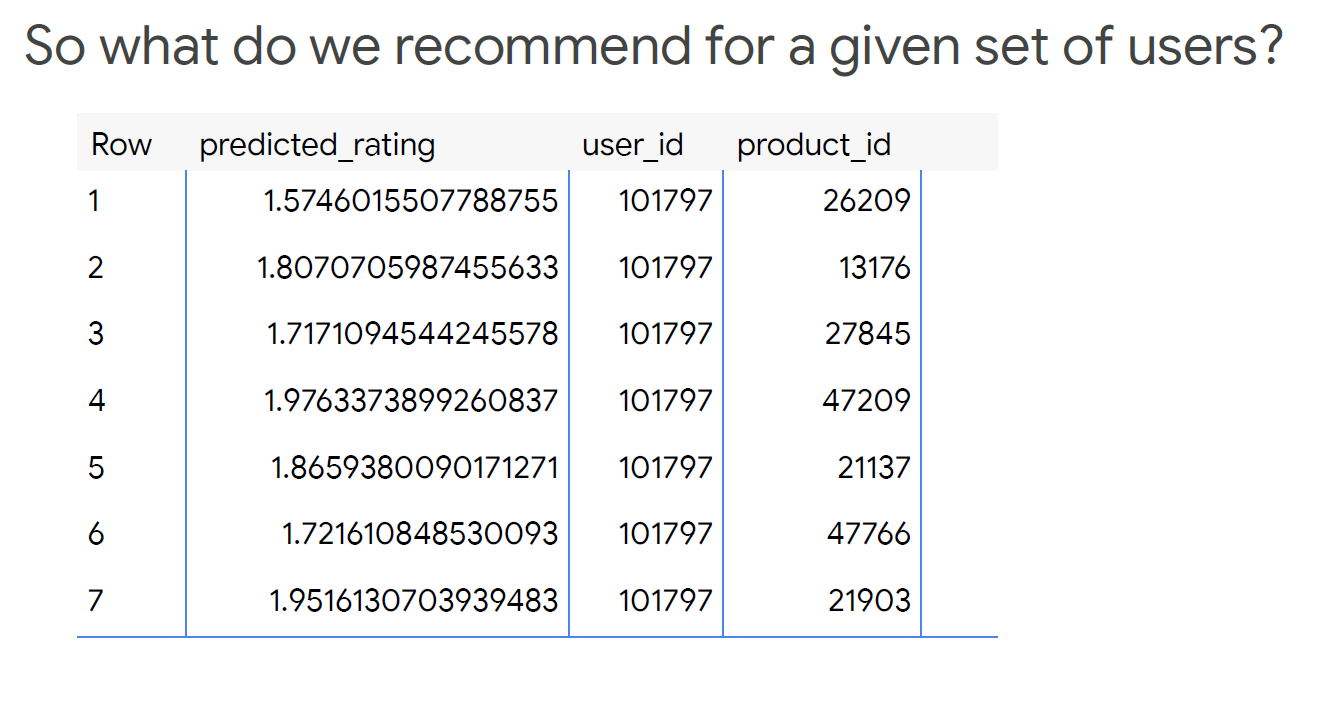 So what do we recommend for a given set of users?
Row predicted_rating user_id product_id
1 1.5746015507788755 101797 26209
2 1.8070705987455633 101797 13176
3 1.7171094544245578 101797 27845
4 1.9763373899260837 101797 47209
5 1.8659380090171271 101797 21137
6 1.721610848530093 101797 47766
7 1.9516130703939483 101797 21903